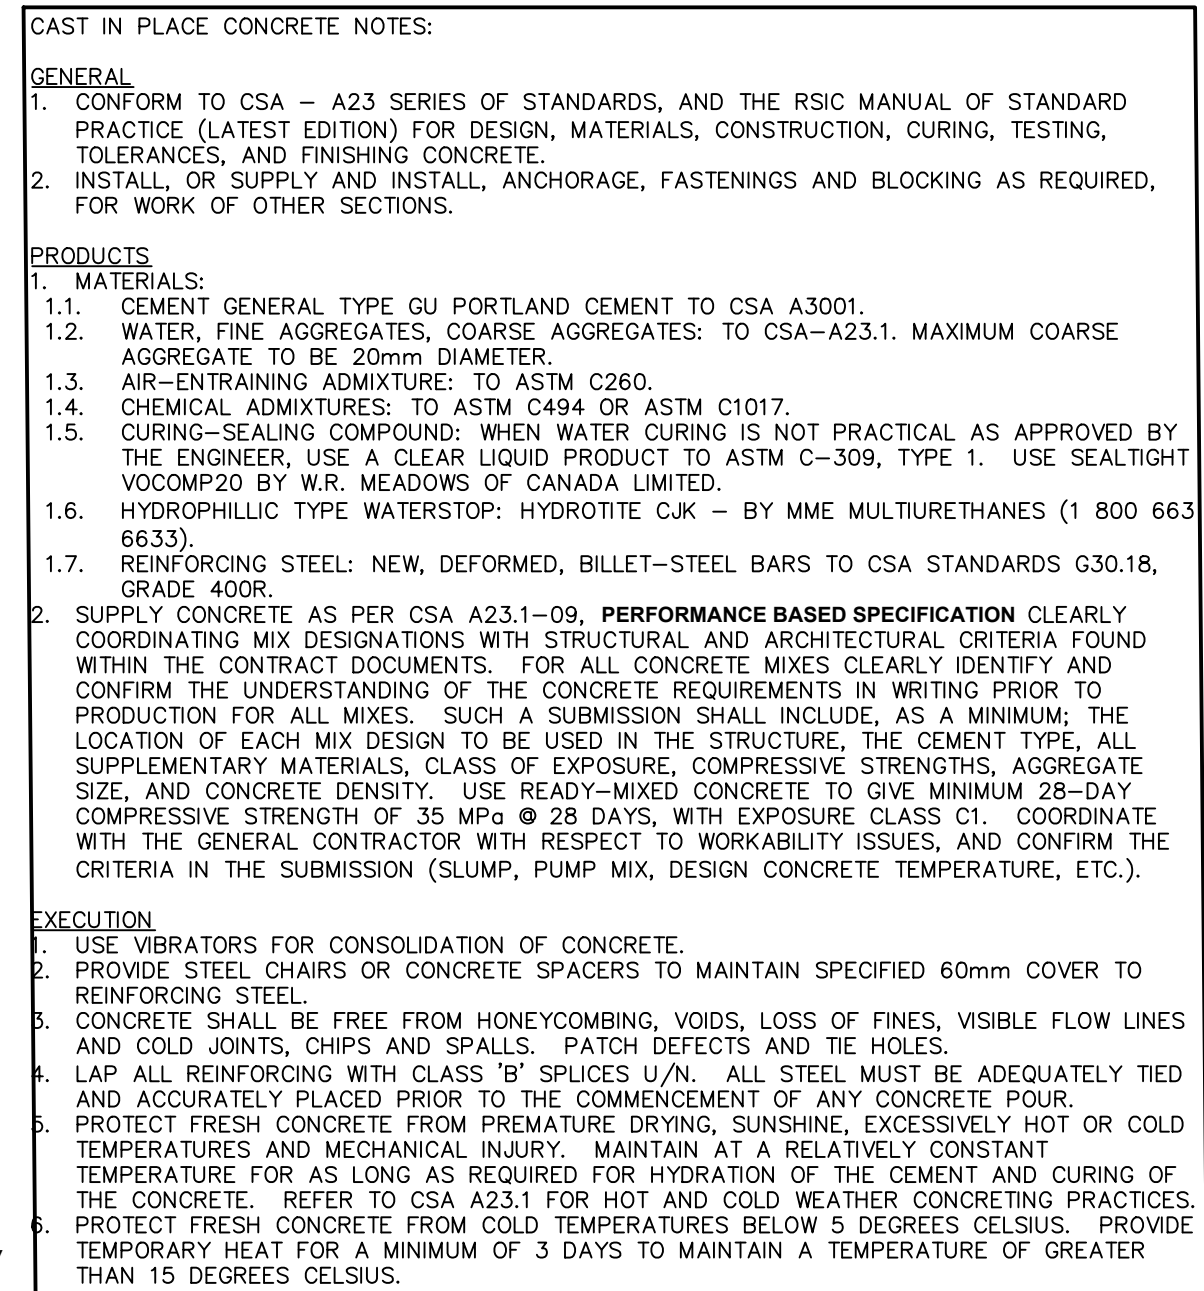 CAST IN PLACE CONCRETE NOTES:
GENERAL
1. CONFORM TO CSA – A23 SERIES OF STANDARDS, AND THE RSIC MANUAL OF STANDARD
PRACTICE (LATEST EDITION) FOR DESIGN, MATERIALS, CONSTRUCTION, CURING, TESTING,
TOLERANCES, AND FINISHING CONCRETE.
2. INSTALL, OR SUPPLY AND INSTALL, ANCHORAGE, FASTENINGS AND BLOCKING AS REQUIRED,
FOR WORK OF OTHER SECTIONS.
PRODUCTS
1. MATERIALS:
1.1. CEMENT GENERAL TYPE GU PORTLAND CEMENT TO CSA A3001.
1.2. WATER, FINE AGGREGATES, COARSE AGGREGATES: TO CSA–A23.1. MAXIMUM COARSE
AGGREGATE TO BE 20mm DIAMETER.
1.3. AIR–ENTRAINING ADMIXTURE: TO ASTM C260.
1.4. CHEMICAL ADMIXTURES: TO ASTM C494 OR ASTM C1017.
1.5. CURING–SEALING COMPOUND: WHEN WATER CURING IS NOT PRACTICAL AS APPROVED BY
THE ENGINEER, USE A CLEAR LIQUID PRODUCT TO ASTM C–309, TYPE 1. USE SEALTIGHT
VOCOMP20 BY W.R. MEADOWS OF CANADA LIMITED.
1.6. HYDROPHILLIC TYPE WATERSTOP: HYDROTITE CJK – BY MME MULTIURETHANES (1 800 663
6633).
1.7. REINFORCING STEEL: NEW, DEFORMED, BILLET–STEEL BARS TO CSA STANDARDS G30.18,
GRADE 400R.
2. SUPPLY CONCRETE AS PER CSA A23.1–09, PERFORMANCE BASED SPECIFICATION CLEARLY
COORDINATING MIX DESIGNATIONS WITH STRUCTURAL AND ARCHITECTURAL CRITERIA FOUND
WITHIN THE CONTRACT DOCUMENTS. FOR ALL CONCRETE MIXES CLEARLY IDENTIFY AND
CONFIRM THE UNDERSTANDING OF THE CONCRETE REQUIREMENTS IN WRITING PRIOR TO
PRODUCTION FOR ALL MIXES. SUCH A SUBMISSION SHALL INCLUDE, AS A MINIMUM; THE
LOCATION OF EACH MIX DESIGN TO BE USED IN THE STRUCTURE, THE CEMENT TYPE, ALL
SUPPLEMENTARY MATERIALS, CLASS OF EXPOSURE, COMPRESSIVE STRENGTHS, AGGREGATE
SIZE, AND CONCRETE DENSITY. USE READY–MIXED CONCRETE TO GIVE MINIMUM 28–DAY
COMPRESSIVE STRENGTH OF 35 MPa @ 28 DAYS, WITH EXPOSURE CLASS C1. COORDINATE
WITH THE GENERAL CONTRACTOR WITH RESPECT TO WORKABILITY ISSUES, AND CONFIRM THE
CRITERIA IN THE SUBMISSION (SLUMP, PUMP MIX, DESIGN CONCRETE TEMPERATURE, ETC.).
EXECUTION
1. USE VIBRATORS FOR CONSOLIDATION OF CONCRETE.
2. PROVIDE STEEL CHAIRS OR CONCRETE SPACERS TO MAINTAIN SPECIFIED 60mm COVER TO
REINFORCING STEEL.
3. CONCRETE SHALL BE FREE FROM HONEYCOMBING, VOIDS, LOSS OF FINES, VISIBLE FLOW LINES
AND COLD JOINTS, CHIPS AND SPALLS. PATCH DEFECTS AND TIE HOLES.
4. LAP ALL REINFORCING WITH CLASS 'B' SPLICES U/N. ALL STEEL MUST BE ADEQUATELY TIED
AND ACCURATELY PLACED PRIOR TO THE COMMENCEMENT OF ANY CONCRETE POUR.
5. PROTECT FRESH CONCRETE FROM PREMATURE DRYING, SUNSHINE, EXCESSIVELY HOT OR COLD
TEMPERATURES AND MECHANICAL INJURY. MAINTAIN AT A RELATIVELY CONSTANT
TEMPERATURE FOR AS LONG AS REQUIRED FOR HYDRATION OF THE CEMENT AND CURING OF
THE CONCRETE. REFER TO CSA A23.1 FOR HOT AND COLD WEATHER CONCRETING PRACTICES.
6. PROTECT FRESH CONCRETE FROM COLD TEMPERATURES BELOW 5 DEGREES CELSIUS. PROVIDE
TEMPORARY HEAT FOR A MINIMUM OF 3 DAYS TO MAINTAIN A TEMPERATURE OF GREATER
THAN 15 DEGREES CELSIUS.